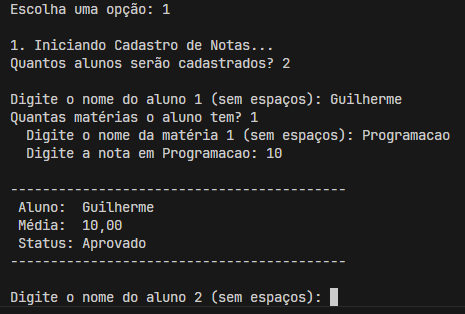 Escolha uma opção: 1
1. Iniciando Cadastro de Notas...
Quantos alunos serão cadastrados? 2
Digite o nome do aluno 1 (sem espaços): Guilherme
Quantas matérias o aluno tem? 1
Digite o nome da matéria 1 (sem espaços): Programacao
Digite a nota em Programacao: 10
------------------------------------------
Aluno:  Guilherme
Média:  10,00
Status: Aprovado
------------------------------------------
Digite o nome do aluno 2 (sem espaços):